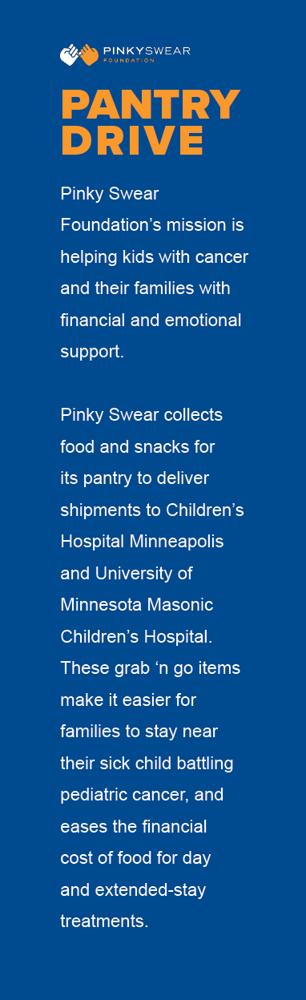 PINKYSWEAR
FOUNDATION
PANTRY
DRIVE
Pinky Swear
Foundation’s mission is
helping kids with cancer
and their families with
financial and emotional
support.
Pinky Swear collects
food and snacks for
its pantry to deliver
shipments to Children’s
Hospital Minneapolis
and University of
Minnesota Masonic
Children’s Hospital.
These grab ‘n go items
make it easier for
families to stay near
their sick child battling
pediatric cancer, and
eases the financial
cost of food for day
and extended-stay
treatments.